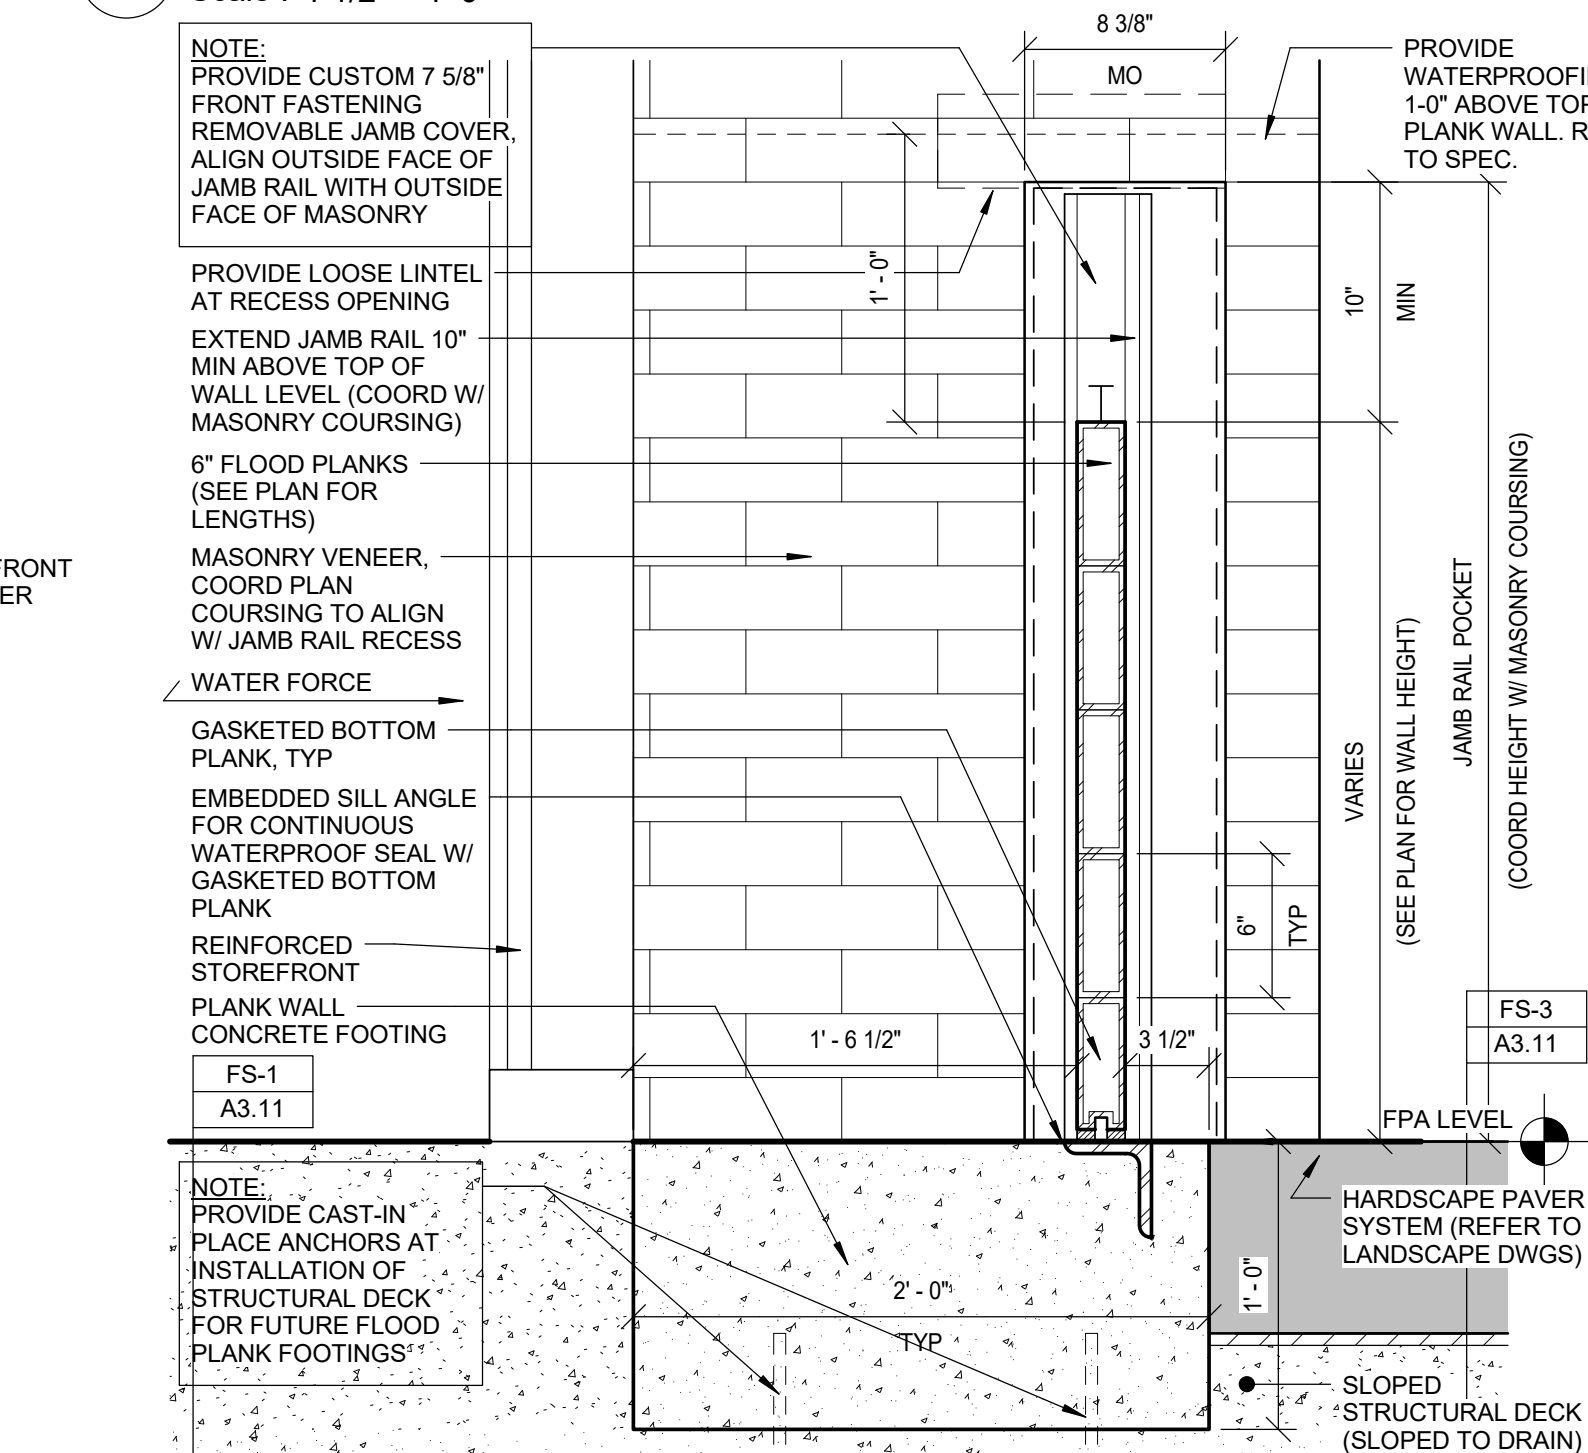 8 3/8"
MO
NOTE:
PROVIDE CUSTOM 7 5/8"
FRONT FASTENING
REMOVABLE JAMB COVER,
ALIGN OUTSIDE FACE OF
JAMB RAIL WITH OUTSIDE
FACE OF MASONRY
PROVIDE LOOSE LINTEL
AT RECESS OPENING
EXTEND JAMB RAIL 10"
MIN ABOVE TOP OF
WALL LEVEL (COORD W/
MASONRY COURSING)
6" FLOOD PLANKS
(SEE PLAN FOR
LENGTHS)
MASONRY VENEER,
COORD PLAN
COURSING TO ALIGN
W/ JAMB RAIL RECESS
WATER FORCE
GASKETED BOTTOM
PLANK, TYP
EMBEDDED SILL ANGLE
FOR CONTINUOUS
WATERPROOF SEAL W/
GASKETED BOTTOM
PLANK
REINFORCED
STOREFRONT
PLANK WALL
CONCRETE FOOTING
FS-1
A3.11
NOTE:
PROVIDE CAST-IN
PLACE ANCHORS AT
INSTALLATION OF
STRUCTURAL DECK
FOR FUTURE FLOOD
PLANK FOOTINGS
1' - 0"
1' - 6 1/2"
3 1/2"
2' - 0"
TYP
6"
TYP
1' - 0"
PROVIDE
1-0" ABOVE
PLANK WALL.
TO SPEC.
10"
MIN
VARIES
(SEE PLAN FOR WALL HEIGHT)
JAMB RAIL POCKET
(COORD HEIGHT W/ MASONRY COURSING)
FS-3
A3.11
FPA LEVEL
HARDSCAPE PAVER
SYSTEM (REFER TO
LANDSCAPE DWGS)
SLOPED
STRUCTURAL DECK
(SLOPED TO DRAIN)